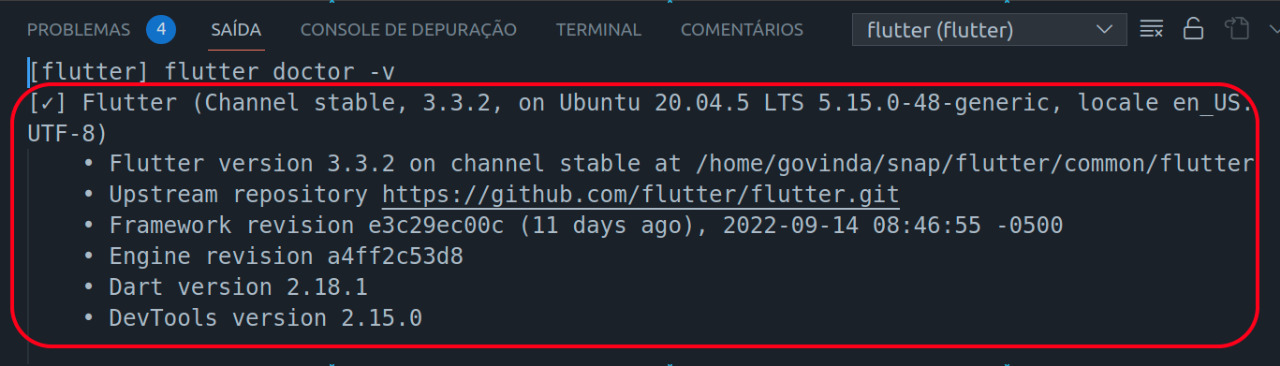 PROBLEMAS 4 SAÍDA CONSOLE DE DEPURAÇÃO TERMINAL COMENTÁRIOS flutter (flutter)
[flutter] flutter doctor -v
[✓] Flutter (Channel stable, 3.3.2, on Ubuntu 20.04.5 LTS 5.15.0-48-generic, locale en_US.
UTF-8)
• Flutter version 3.3.2 on channel stable at /home/govinda/snap/flutter/common/flutter
• Upstream repository https://github.com/flutter/flutter.git
• Framework revision e3c29ec00c (11 days ago), 2022-09-14 08:46:55 -0500
• Engine revision a4ff2c53d8
• Dart version 2.18.1
• DevTools version 2.15.0